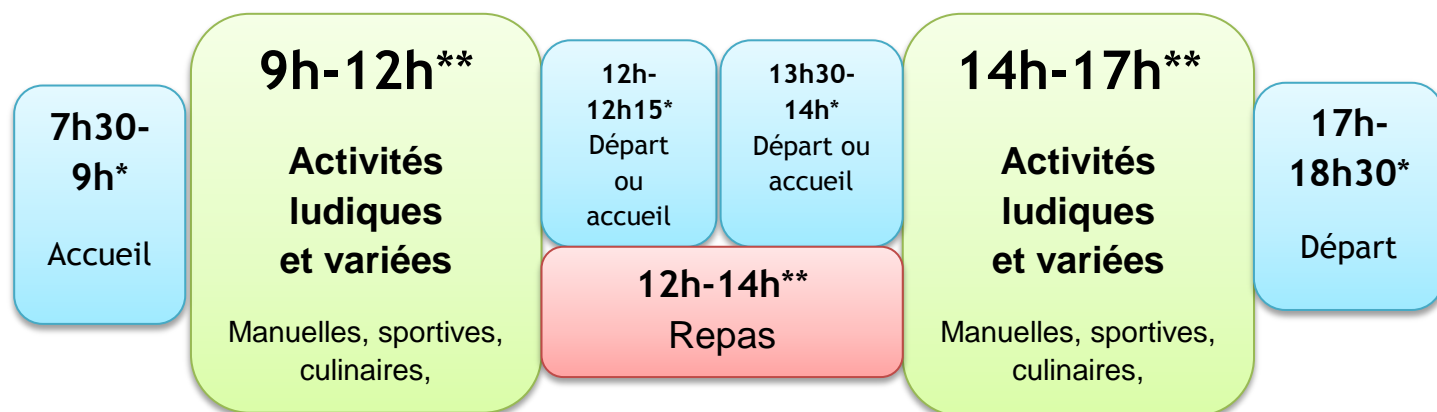 7h30-
9h*
Accueil
9h-12h**
Activités
ludiques
et variées
Manuelles, sportives,
culinaires,
12h-
12h15*
Départ
ou
accueil
13h30-
14h*
Départ ou
accueil
12h-14h**
Repas
14h-17h**
Activités
ludiques
et variées
Manuelles, sportives,
culinaires,
17h-
18h30*
Départ